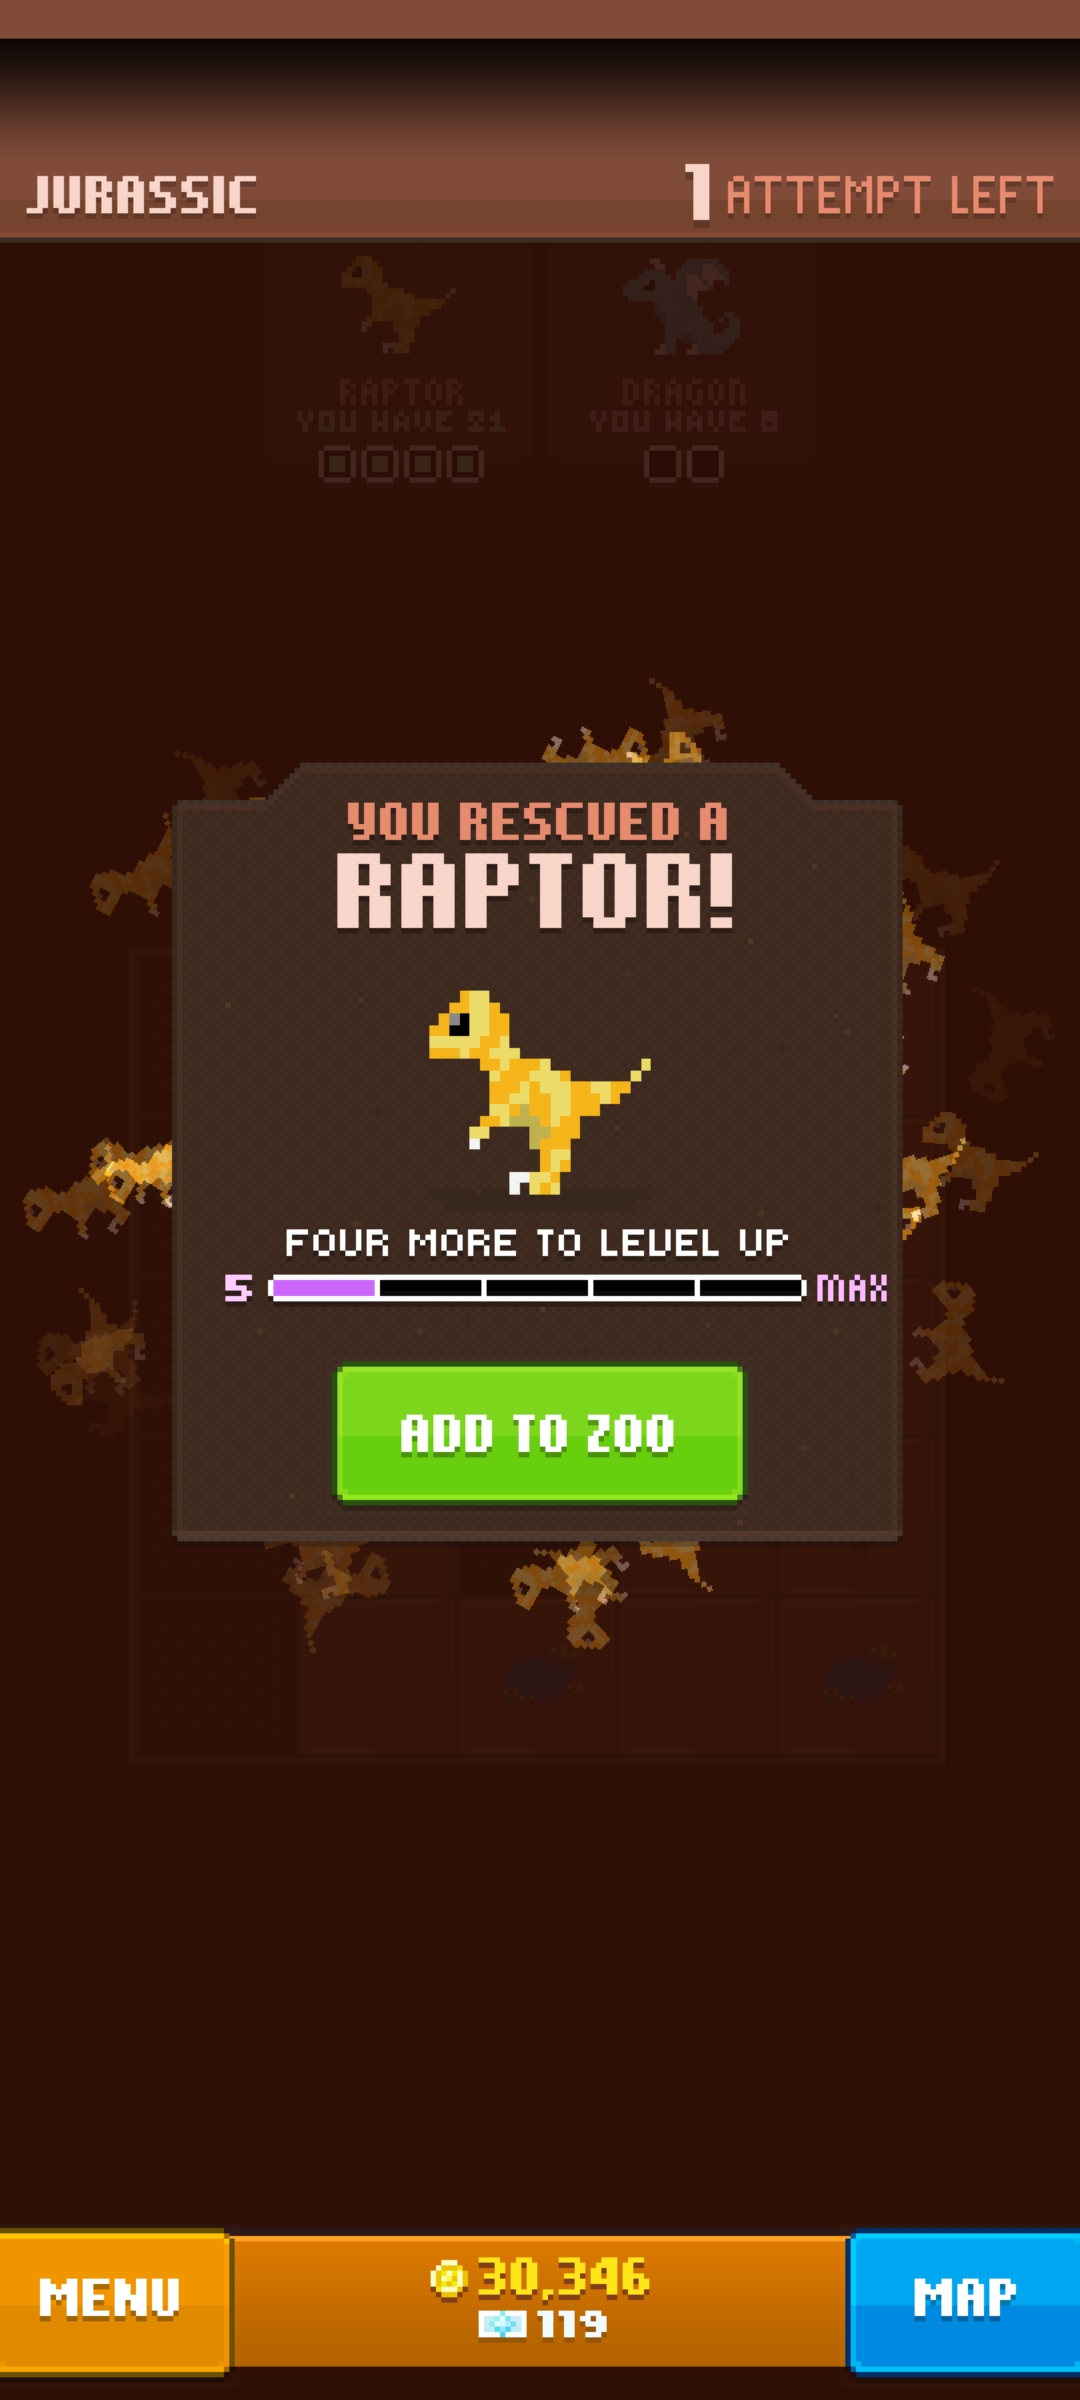 JURASSIC
1 ATTEMPT LEFT
RAPTOR
YOU HAVE 21
DRAGON
YOU HAVE 0
YOU RESCUED A
RAPTOR!
FOUR MORE TO LEVEL UP
5
MAX
ADD TO ZOO
MENU
30,346
119
MAP